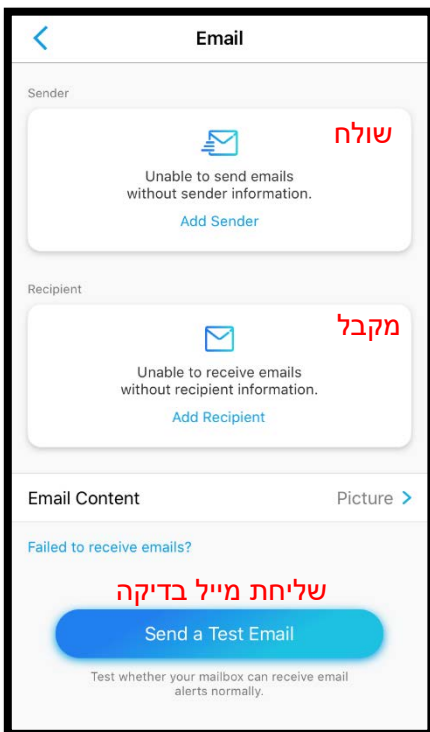 Email
Sender
שולח
Unable to send emails
without sender information.
Add Sender
Recipient
מקבל
Unable to receive emails
without recipient information.
Add Recipient
Email Content Picture >
Failed to receive emails?
שליחת מייל בדיקה
Send a Test Email
Test whether your mailbox can receive email
alerts normally.